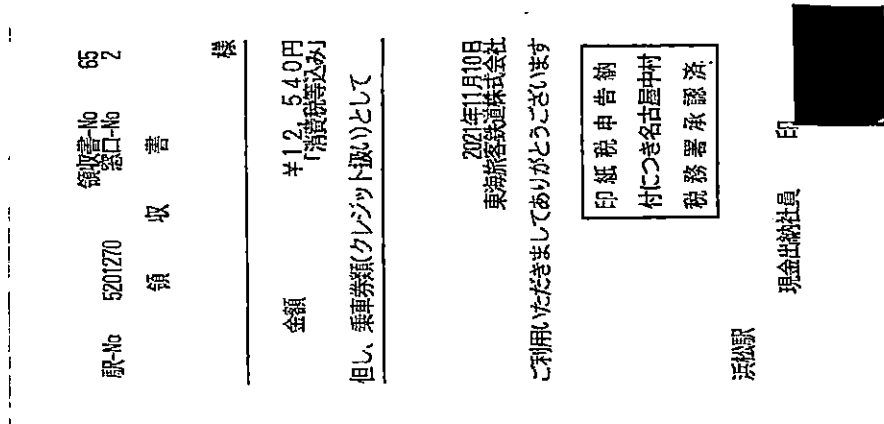 駅-No 5201270 領収書-No 65
窓口-No 2
領 収 書
様
金額 ¥12,540円
「消費税等込み」
但し、乗車券類(クレジット扱い)として
2021年11月10日
東海旅客鉄道株式会社
ご利用いただきましてありがとうございます
印紙税申告納
付につき名古屋中村
税務署承認済
浜松駅
現金出納社員 印